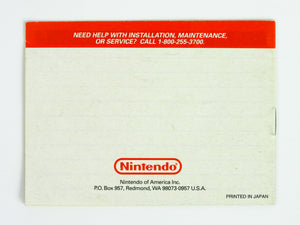 NEED HELP WITH INSTALLATION, MAINTENANCE,
OR SERVICE? CALL 1-800-255-3700.
Nintendo
Nintendo of America Inc.
P.O. Box 957, Redmond, WA 98073-0957 U.S.A.
PRINTED IN JAPAN